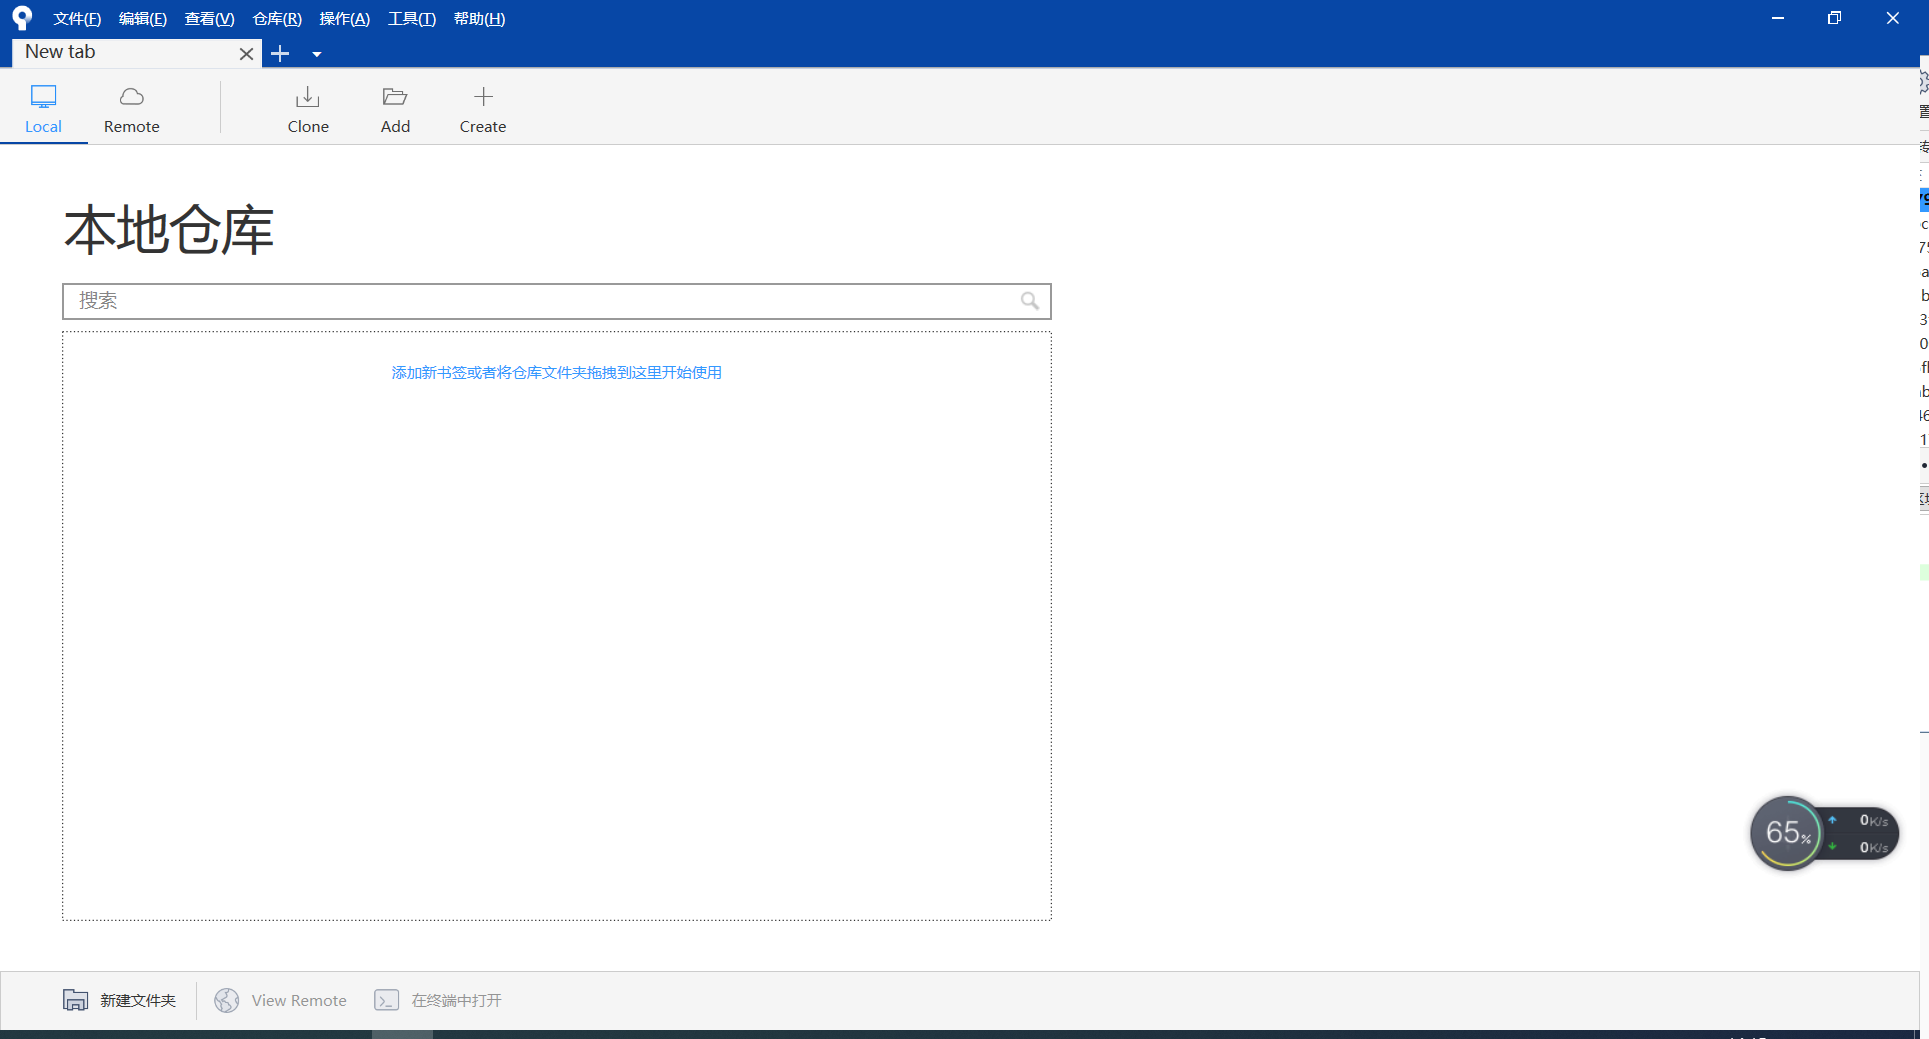 文件(F) 编辑(E) 查看(V) 仓库(R) 操作(A) 工具(T) 帮助(H)
New tab
Local Remote Clone Add Create
本地仓库
搜索
添加新书签或者将仓库文件夹拖拽到这里开始使用
65%
0K/s
0K/s
新建文件夹 View Remote 在终端中打开